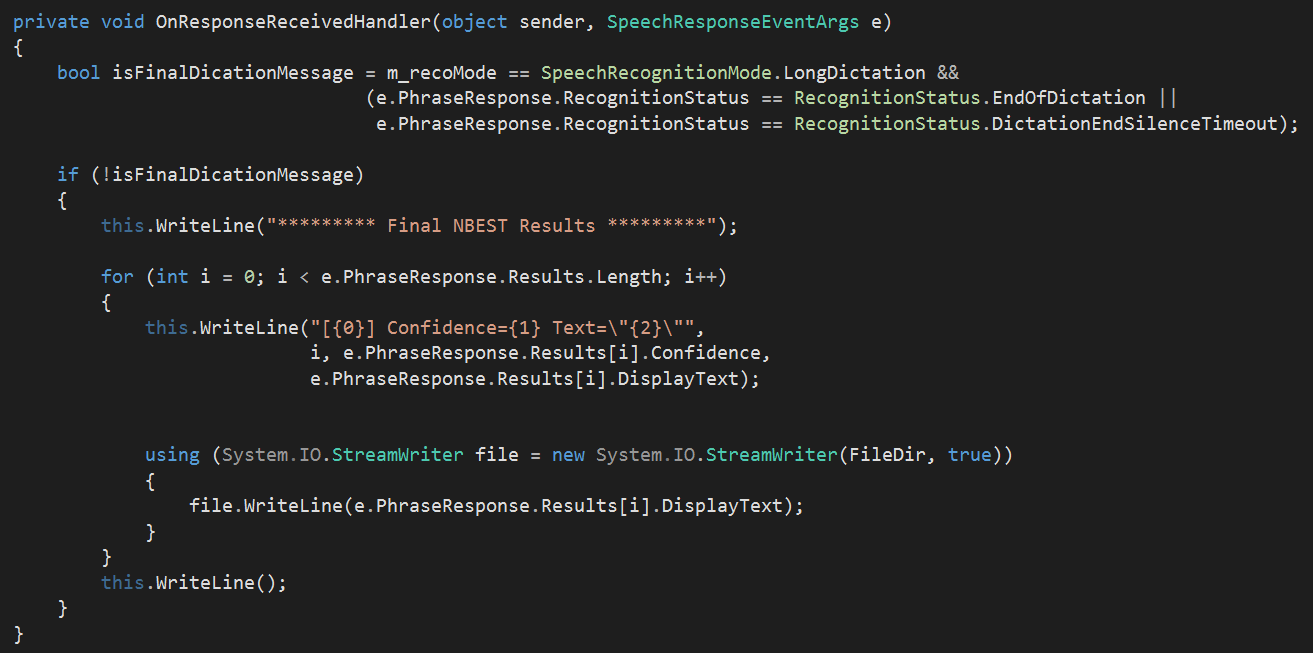 private void OnResponseReceivedHandler(object sender, SpeechResponseEventArgs e)
{
    bool isFinalDicationMessage = m_recoMode == SpeechRecognitionMode.LongDictation &&
                                (e.PhraseResponse.RecognitionStatus == RecognitionStatus.EndOfDictation ||
                                 e.PhraseResponse.RecognitionStatus == RecognitionStatus.DictationEndSilenceTimeout);

    if (!isFinalDicationMessage)
    {
        this.WriteLine("********* Final NBEST Results *********");

        for (int i = 0; i < e.PhraseResponse.Results.Length; i++)
        {
            this.WriteLine("[{0}] Confidence={1} Text=\"{2}\"",
                           i, e.PhraseResponse.Results[i].Confidence,
                           e.PhraseResponse.Results[i].DisplayText);


            using (System.IO.StreamWriter file = new System.IO.StreamWriter(FileDir, true))
            {
                file.WriteLine(e.PhraseResponse.Results[i].DisplayText);
            }
        }
        this.WriteLine();
    }
}